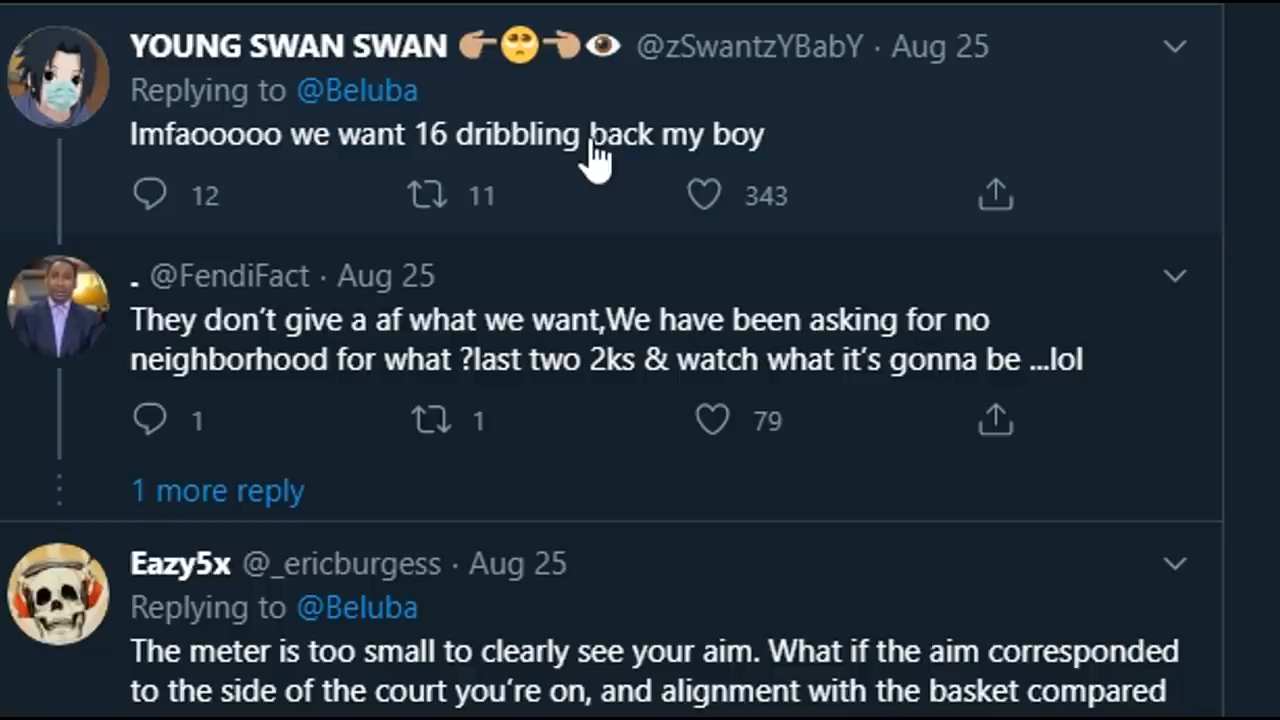 YOUNG SWAN SWAN 👉🥺👈👁 @zSwantzYBabY · Aug 25
Replying to @Beluba
lmfaooooo we want 16 dribbling back my boy
12 11 343
. @FendiFact · Aug 25
They don’t give a af what we want,We have been asking for no
neighborhood for what ?last two 2ks & watch what it’s gonna be ...lol
1 1 79
1 more reply
Eazy5x @_ericburgess · Aug 25
Replying to @Beluba
The meter is too small to clearly see your aim. What if the aim corresponded
to the side of the court you’re on, and alignment with the basket compared